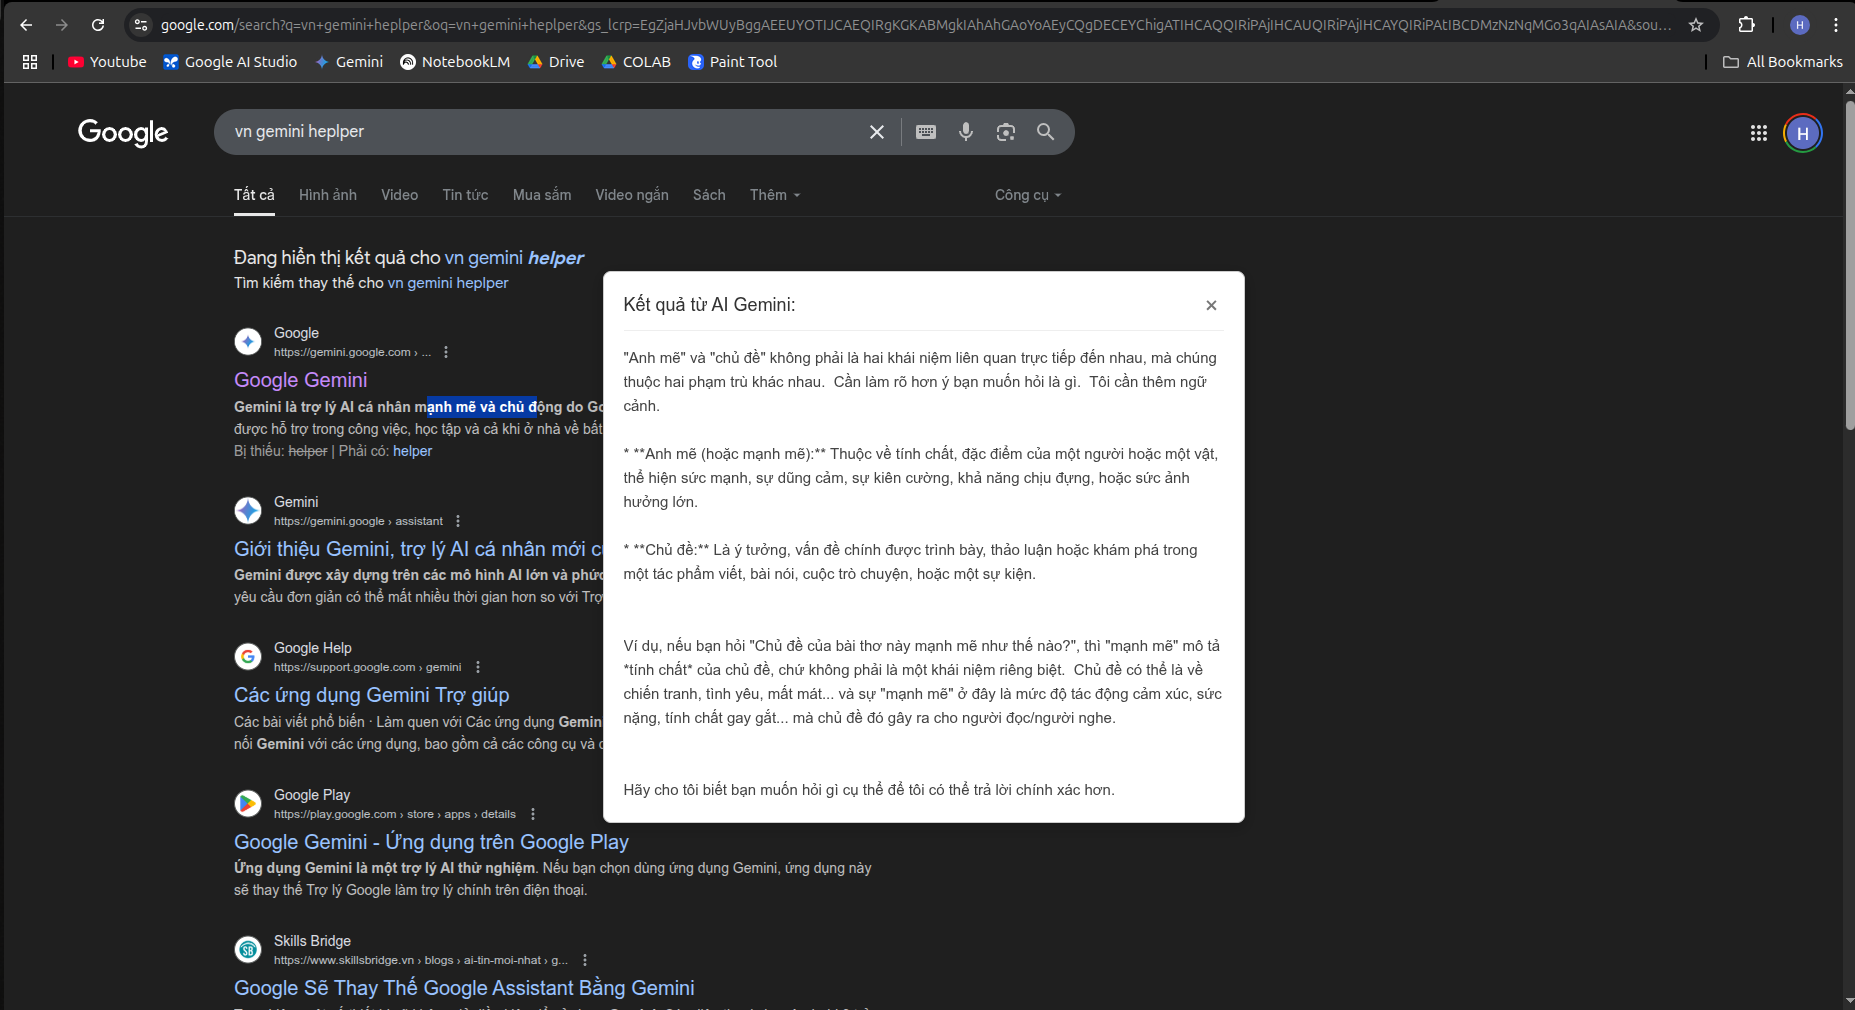 google.com/search?q=vn+gemini+heplper&oq=vn+gemini+heplper&gs_lcrp=EgZjaHJvbWUyBggAEEUYOTIJCAEQIRgKGKABMgkIAhAhGAoYoAEyCQgDECEYChigATIHCAQQIRiPAjIHCAUQIRiPAjIHCAYQIRiPAtIBCDMzNzNqMGo3qAIAsAIA&sou...
H
Youtube
Google AI Studio
Gemini
NotebookLM
Drive
COLAB
Paint Tool
All Bookmarks
Google
vn gemini heplper
H
Tất cả
Hình ảnh
Video
Tin tức
Mua sắm
Video ngắn
Sách
Thêm
Công cụ
Đang hiển thị kết quả cho vn gemini helper
Tìm kiếm thay thế cho vn gemini heplper
Google
https://gemini.google.com › ...
Google Gemini
Gemini là trợ lý AI cá nhân mạnh mẽ và chủ động do Go
được hỗ trợ trong công việc, học tập và cả khi ở nhà về bất
Bị thiếu: helper | Phải có: helper
Gemini
https://gemini.google › assistant
Giới thiệu Gemini, trợ lý AI cá nhân mới củ
Gemini được xây dựng trên các mô hình AI lớn và phức
yêu cầu đơn giản có thể mất nhiều thời gian hơn so với Trợ
Google Help
https://support.google.com › gemini
Các ứng dụng Gemini Trợ giúp
Các bài viết phổ biến · Làm quen với Các ứng dụng Gemin
nối Gemini với các ứng dụng, bao gồm cả các công cụ và d
Google Play
https://play.google.com › store › apps › details
Google Gemini - Ứng dụng trên Google Play
Ứng dụng Gemini là một trợ lý AI thử nghiệm. Nếu bạn chọn dùng ứng dụng Gemini, ứng dụng này
sẽ thay thế Trợ lý Google làm trợ lý chính trên điện thoại.
SB
Skills Bridge
https://www.skillsbridge.vn › blogs › ai-tin-moi-nhat › g...
Google Sẽ Thay Thế Google Assistant Bằng Gemini
Kết quả từ AI Gemini:
×
"Anh mẽ" và "chủ đề" không phải là hai khái niệm liên quan trực tiếp đến nhau, mà chúng
thuộc hai phạm trù khác nhau.  Cần làm rõ hơn ý bạn muốn hỏi là gì.  Tôi cần thêm ngữ
cảnh.
* **Anh mẽ (hoặc mạnh mẽ):** Thuộc về tính chất, đặc điểm của một người hoặc một vật,
thể hiện sức mạnh, sự dũng cảm, sự kiên cường, khả năng chịu đựng, hoặc sức ảnh
hưởng lớn.
* **Chủ đề:** Là ý tưởng, vấn đề chính được trình bày, thảo luận hoặc khám phá trong
một tác phẩm viết, bài nói, cuộc trò chuyện, hoặc một sự kiện.
Ví dụ, nếu bạn hỏi "Chủ đề của bài thơ này mạnh mẽ như thế nào?", thì "mạnh mẽ" mô tả
*tính chất* của chủ đề, chứ không phải là một khái niệm riêng biệt.  Chủ đề có thể là về
chiến tranh, tình yêu, mất mát... và sự "mạnh mẽ" ở đây là mức độ tác động cảm xúc, sức
nặng, tính chất gay gắt... mà chủ đề đó gây ra cho người đọc/người nghe.
Hãy cho tôi biết bạn muốn hỏi gì cụ thể để tôi có thể trả lời chính xác hơn.